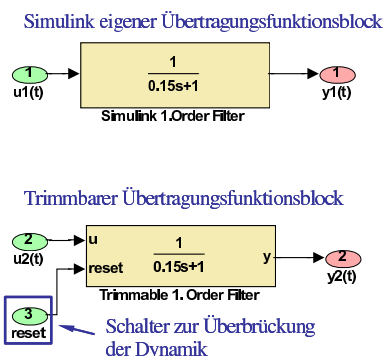 Simulink eigener Übertragungsfunktionsblock
1
u1(t)
1
0.15s+1
Simulink 1.Order Filter
1
y1(t)
Trimmbarer Übertragungsfunktionsblock
2
u2(t)
u
reset
1
0.15s+1
y
Trimmable 1. Order Filter
2
y2(t)
3
reset
Schalter zur Überbrückung
der Dynamik